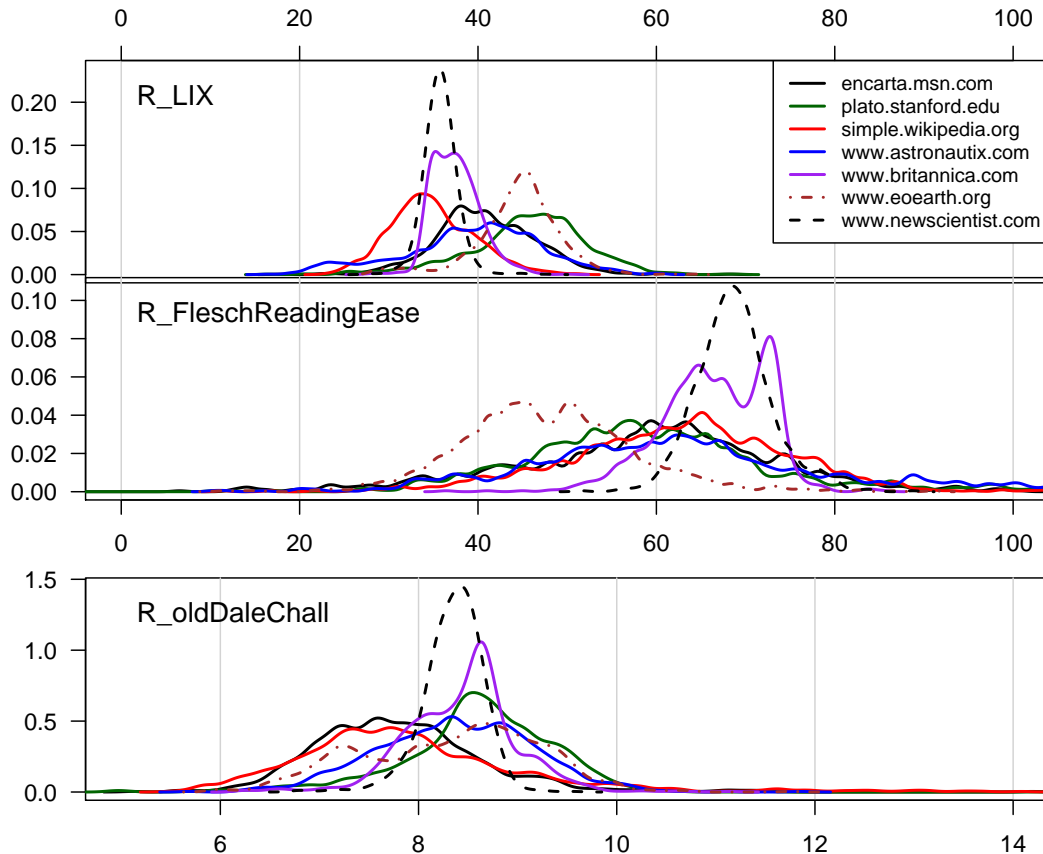 0 20 40 60 80 100
R_LIX
0.20
0.15
0.10
0.05
0.00
encarta.msn.com
plato.stanford.edu
simple.wikipedia.org
www.astronautix.com
www.britannica.com
www.eoearth.org
www.newscientist.com
R_FleschReadingEase
0.10
0.08
0.06
0.04
0.02
0.00
0 20 40 60 80 100
R_oldDaleChall
1.5
1.0
0.5
0.0
6 8 10 12 14